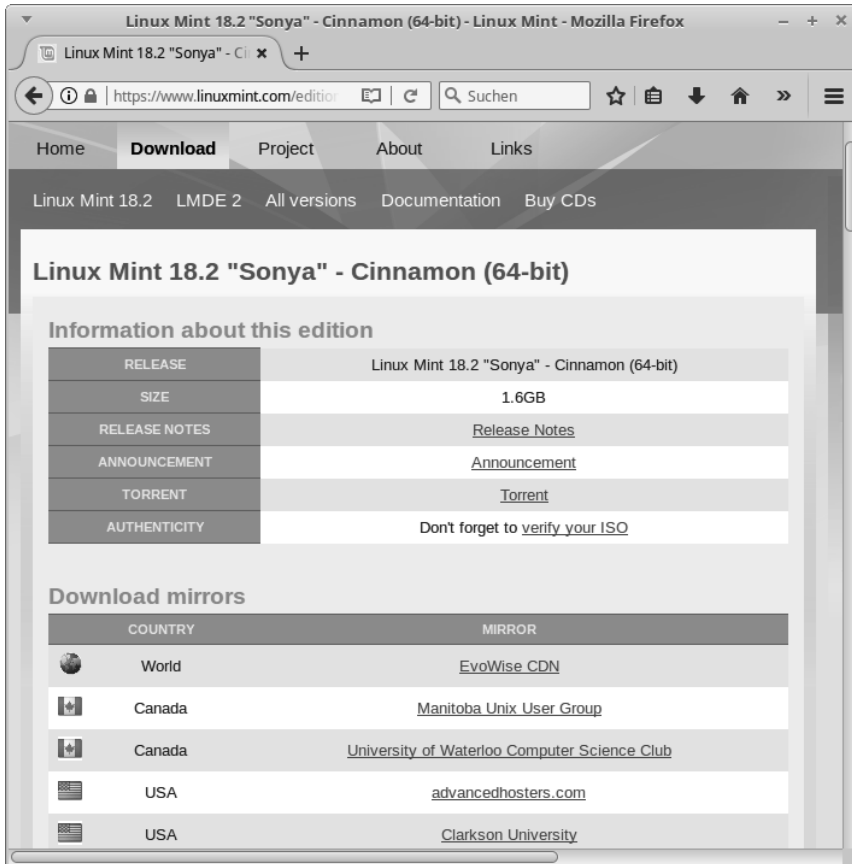 Linux Mint 18.2 "Sonya" - Cinnamon (64-bit) - Linux Mint - Mozilla Firefox
Linux Mint 18.2 "Sonya" - Ci
https://www.linuxmint.com/edition
Suchen
Home Download Project About Links
Linux Mint 18.2 LMDE 2 All versions Documentation Buy CDs
Linux Mint 18.2 "Sonya" - Cinnamon (64-bit)
Information about this edition
RELEASE Linux Mint 18.2 "Sonya" - Cinnamon (64-bit)
SIZE 1.6GB
RELEASE NOTES Release Notes
ANNOUNCEMENT Announcement
TORRENT Torrent
AUTHENTICITY Don't forget to verify your ISO
Download mirrors
COUNTRY MIRROR
World EvoWise CDN
Canada Manitoba Unix User Group
Canada University of Waterloo Computer Science Club
USA advancedhosters.com
USA Clarkson University